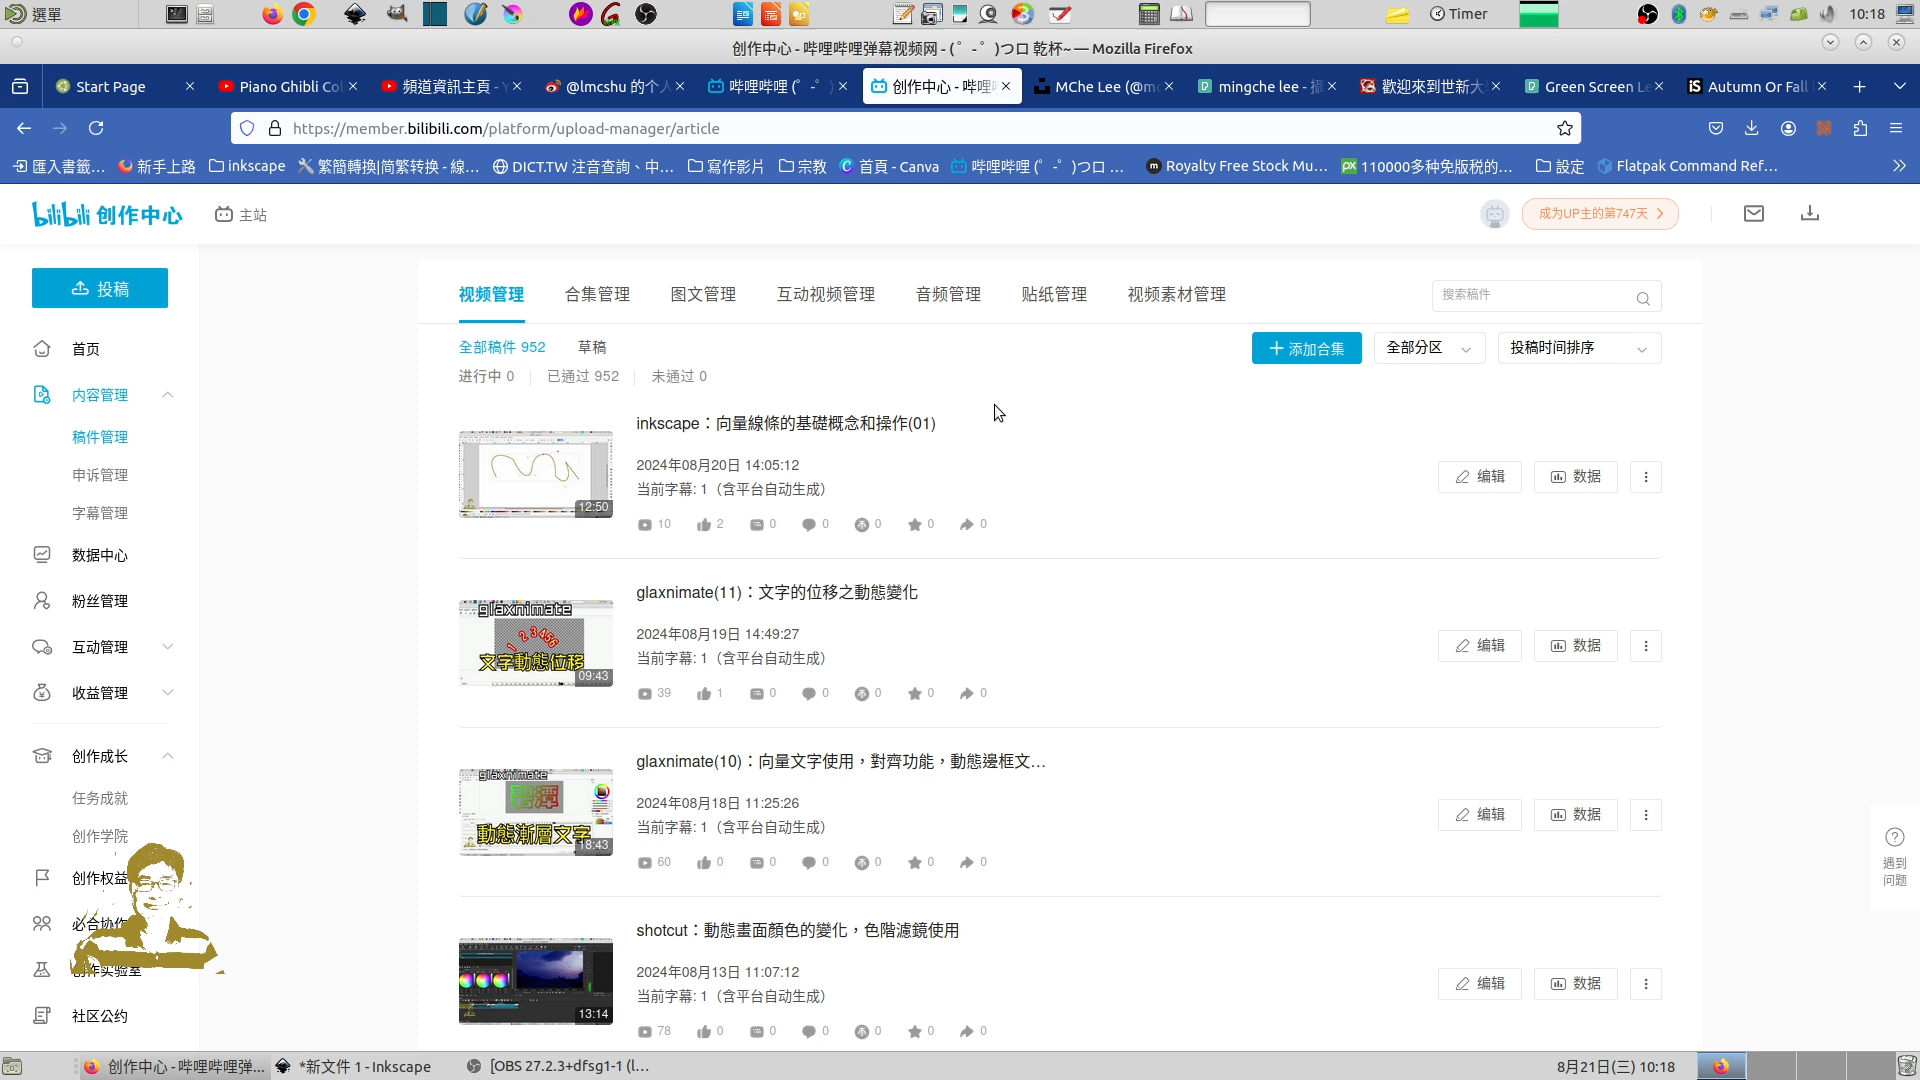 選單
Timer
10:18
创作中心 - 哔哩哔哩弹幕视频网 - ( ゜- ゜)つロ 乾杯~ — Mozilla Firefox
Start Page
Piano Ghibli Col
頻道資訊主頁 - Y
@lmcshu 的个人
哔哩哔哩 (゜-゜)
创作中心 - 哔哩哔
MChe Lee (@mc
mingche lee - 攝
歡迎來到世新大
Green Screen Le
Autumn Or Fall
https://member.bilibili.com/platform/upload-manager/article
匯入書籤…
新手上路
inkscape
繁簡轉換|简繁转换 - 線…
DICT.TW 注音查詢、中…
寫作影片
宗教
首頁 - Canva
哔哩哔哩 (゜-゜)つロ …
Royalty Free Stock Mu…
110000多种免版税的…
設定
Flatpak Command Ref…
bilibili 创作中心
主站
成为UP主的第747天
投稿
首页
内容管理
稿件管理
申诉管理
字幕管理
数据中心
粉丝管理
互动管理
收益管理
创作成长
任务成就
创作学院
创作权益
必合协作
创作实验室
社区公约
视频管理
合集管理
图文管理
互动视频管理
音频管理
贴纸管理
视频素材管理
搜索稿件
全部稿件 952
草稿
添加合集
全部分区
投稿时间排序
进行中 0
已通过 952
未通过 0
inkscape：向量線條的基礎概念和操作(01)
2024年08月20日 14:05:12
当前字幕: 1（含平台自动生成）
12:50
10 2 0 0 0 0 0
编辑
数据
glaxnimate(11)：文字的位移之動態變化
2024年08月19日 14:49:27
当前字幕: 1（含平台自动生成）
glaxnimate
1 2 3 4 5 6
文字動態位移
09:43
39 1 0 0 0 0 0
编辑
数据
glaxnimate(10)：向量文字使用，對齊功能，動態邊框文…
2024年08月18日 11:25:26
当前字幕: 1（含平台自动生成）
glaxnimate
碧潭
動態漸層文字
18:43
60 0 0 0 0 0 0
编辑
数据
shotcut：動態畫面顏色的變化，色階濾鏡使用
2024年08月13日 11:07:12
当前字幕: 1（含平台自动生成）
13:14
78 0 0 0 0 0 0
编辑
数据
遇到
问题
创作中心 - 哔哩哔哩弹…
*新文件 1 - Inkscape
[OBS 27.2.3+dfsg1-1 (l…
8月21日(三) 10:18